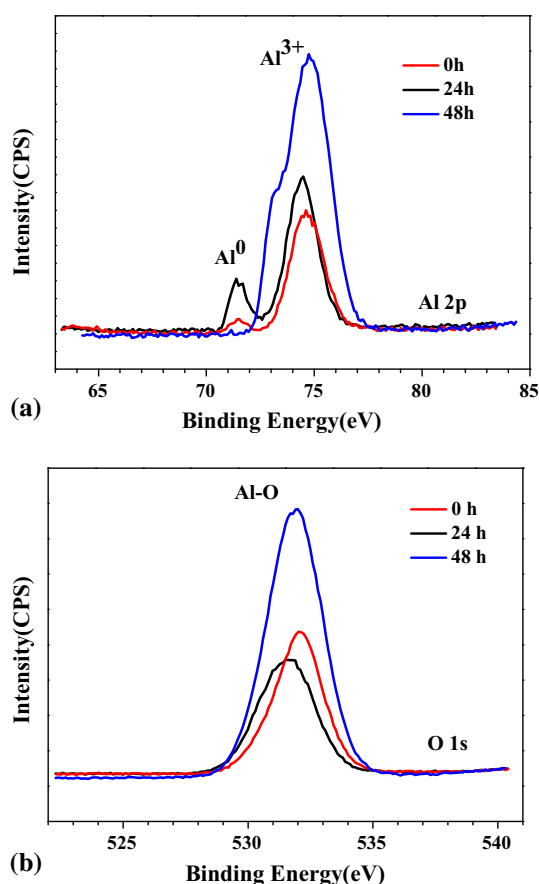 Al3+
0h
24h
48h
Al0
Al 2p
Intensity(CPS)
65 70 75 80 85
Binding Energy(eV)
(a)
Al-O
0 h
24 h
48 h
O 1s
Intensity(CPS)
525 530 535 540
Binding Energy(eV)
(b)